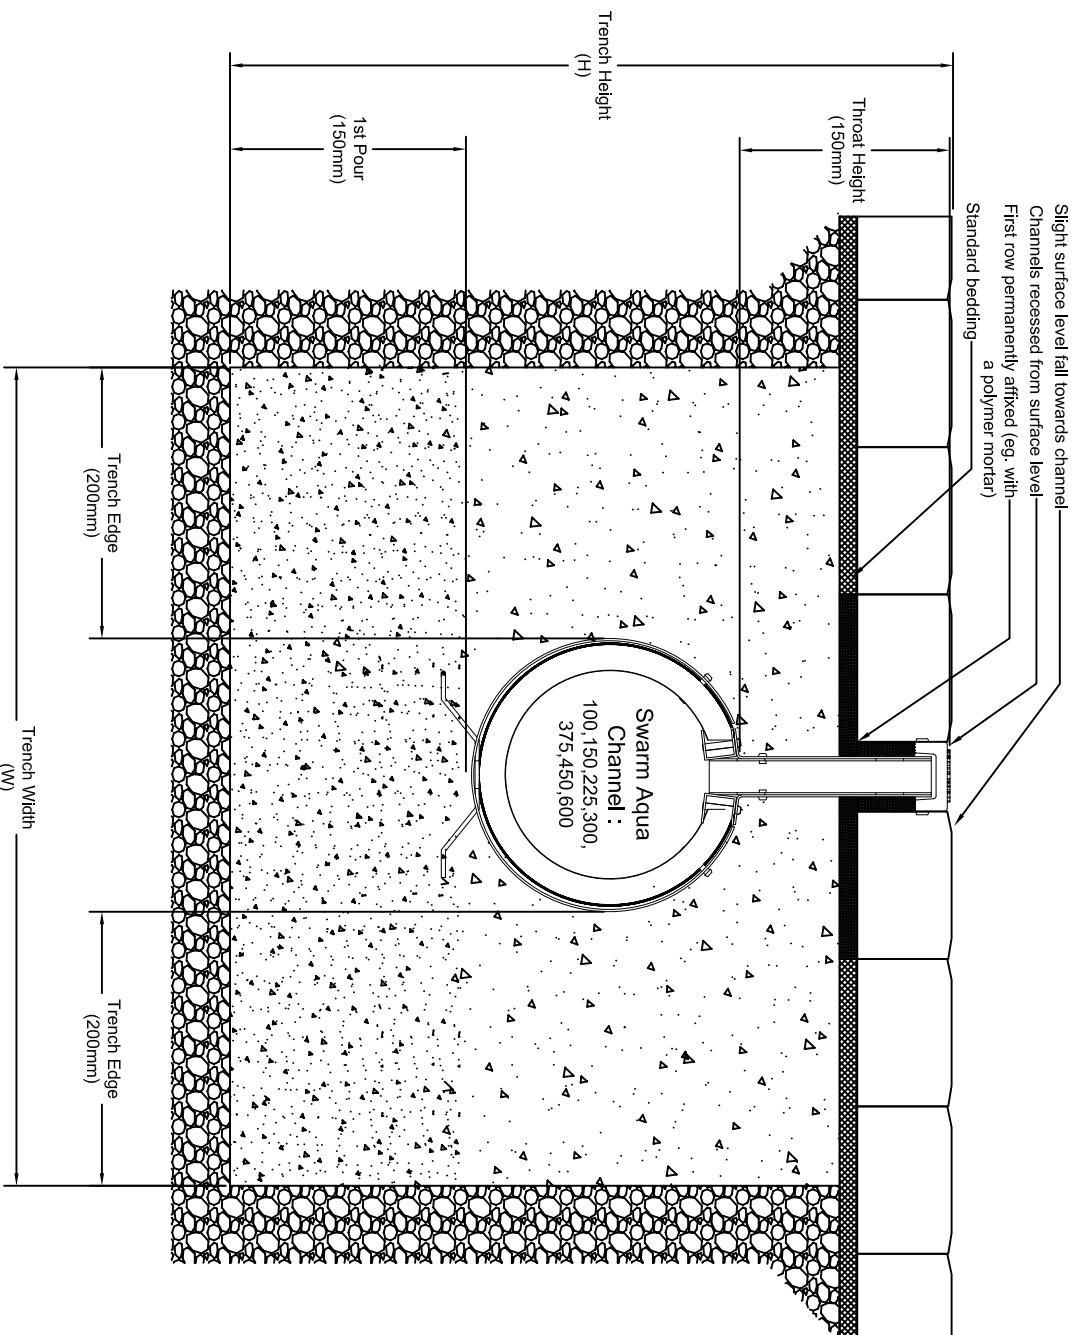 Slight surface level fall towards channel
Channels recessed from surface level
First row permanently affixed (eg. with
a polymer mortar)
Standard bedding
Throat Height
(150mm)
Trench Height
(H)
1st Pour
(150mm)
Swarm Aqua
Channel :
100,150,225,300,
375,450,600
Trench Edge
(200mm)
Trench Edge
(200mm)
Trench Width
(W)